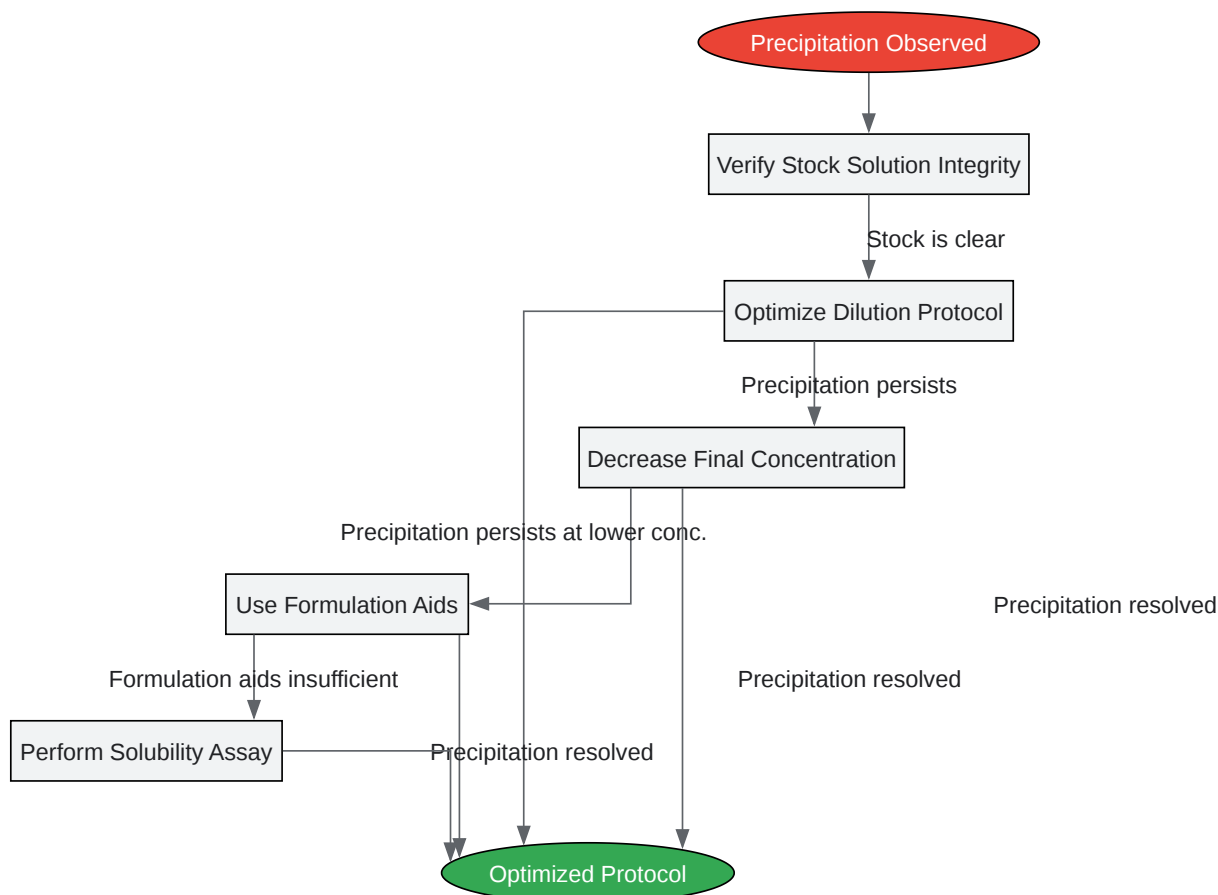 Precipitation Observed
Verify Stock Solution Integrity
Stock is clear
Optimize Dilution Protocol
Precipitation persists
Decrease Final Concentration
Precipitation persists at lower conc.
Use Formulation Aids
Precipitation resolved
Formulation aids insufficient
Precipitation resolved
Perform Solubility Assay
Precipitation resolved
Optimized Protocol